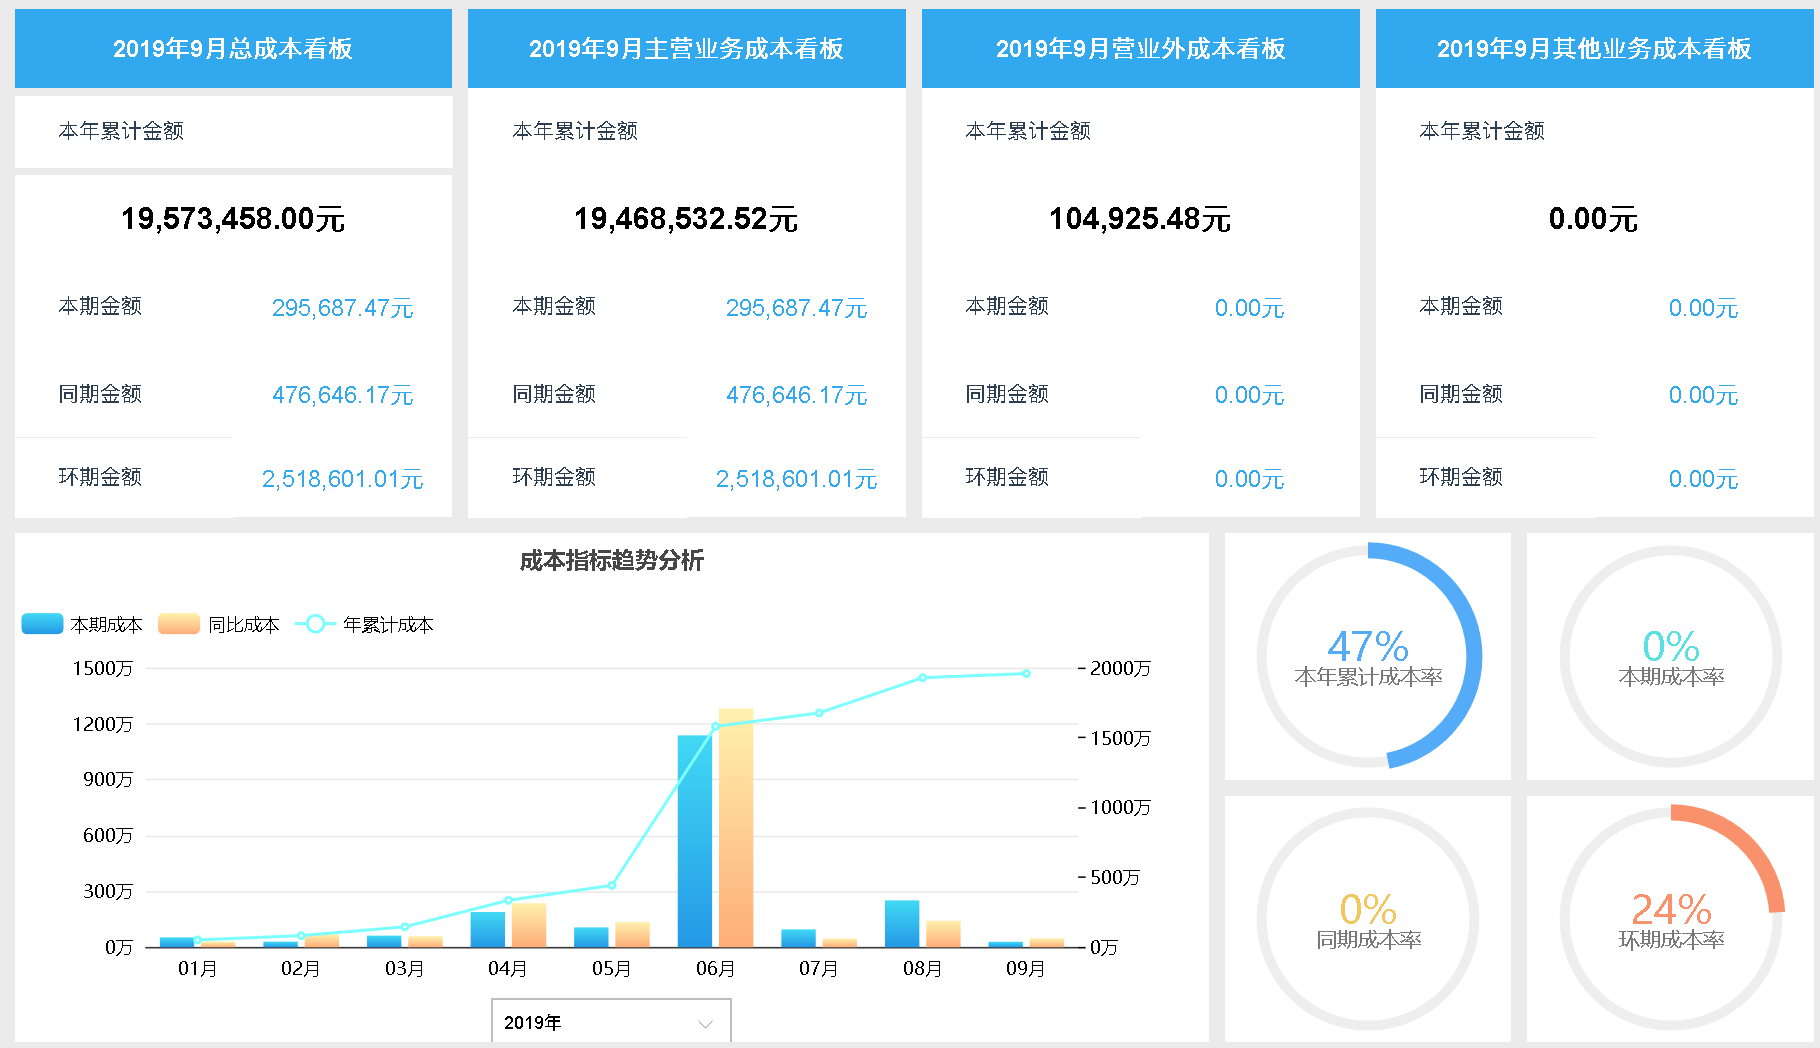 2019年9月总成本看板
本年累计金额
19,573,458.00元
本期金额 295,687.47元
同期金额 476,646.17元
环期金额 2,518,601.01元
2019年9月主营业务成本看板
本年累计金额
19,468,532.52元
本期金额 295,687.47元
同期金额 476,646.17元
环期金额 2,518,601.01元
2019年9月营业外成本看板
本年累计金额
104,925.48元
本期金额 0.00元
同期金额 0.00元
环期金额 0.00元
2019年9月其他业务成本看板
本年累计金额
0.00元
本期金额 0.00元
同期金额 0.00元
环期金额 0.00元
成本指标趋势分析
本期成本 同比成本 年累计成本
1500万
1200万
900万
600万
300万
0万
2000万
1500万
1000万
500万
0万
01月 02月 03月 04月 05月 06月 07月 08月 09月
2019年
47%
本年累计成本率
0%
本期成本率
0%
同期成本率
24%
环期成本率